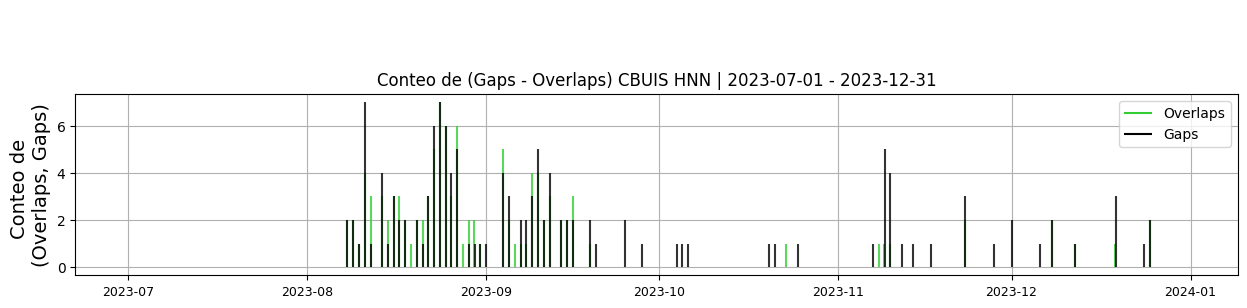 Conteo de (Gaps - Overlaps) CBUIS HNN | 2023-07-01 - 2023-12-31
Conteo de
(Overlaps, Gaps)
6
4
2
0
Overlaps
Gaps
2023-07
2023-08
2023-09
2023-10
2023-11
2023-12
2024-01